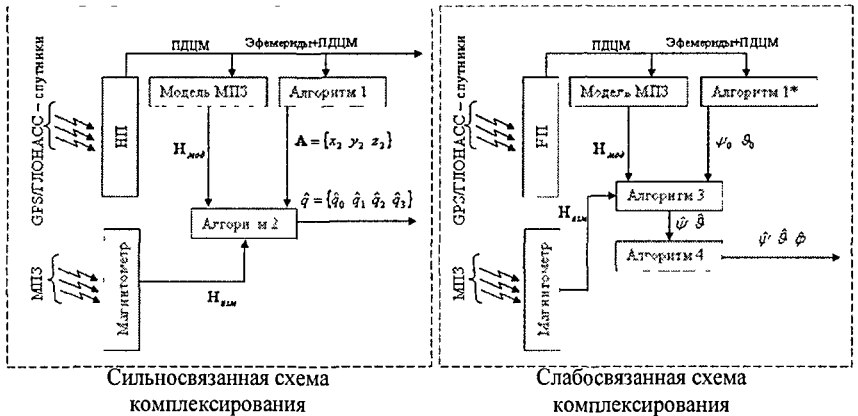 ПДЦМ
Эфемериды+ПДЦМ
GPS/ГЛОНАСС – спутники
НП
Модель МПЗ
Алгоритм 1
H_мод
A = {x₂ y₂ z₂}
Алгоритм 2
q̂ = {q̂₀ q̂₁ q̂₂ q̂₃}
МПЗ
Магнитометр
H_изм
Сильносвязанная схема
комплексирования
ПДЦМ
Эфемериды+ПДЦМ
GPS/ГЛОНАСС – спутники
НП
Модель МПЗ
Алгоритм 1*
H_мод
ψ₀ ϑ₀
Алгоритм 3
H_изм
ψ̂ ϑ̂
Алгоритм 4
ψ̂ ϑ̂ φ̂
МПЗ
Магнитометр
Слабосвязанная схема
комплексирования